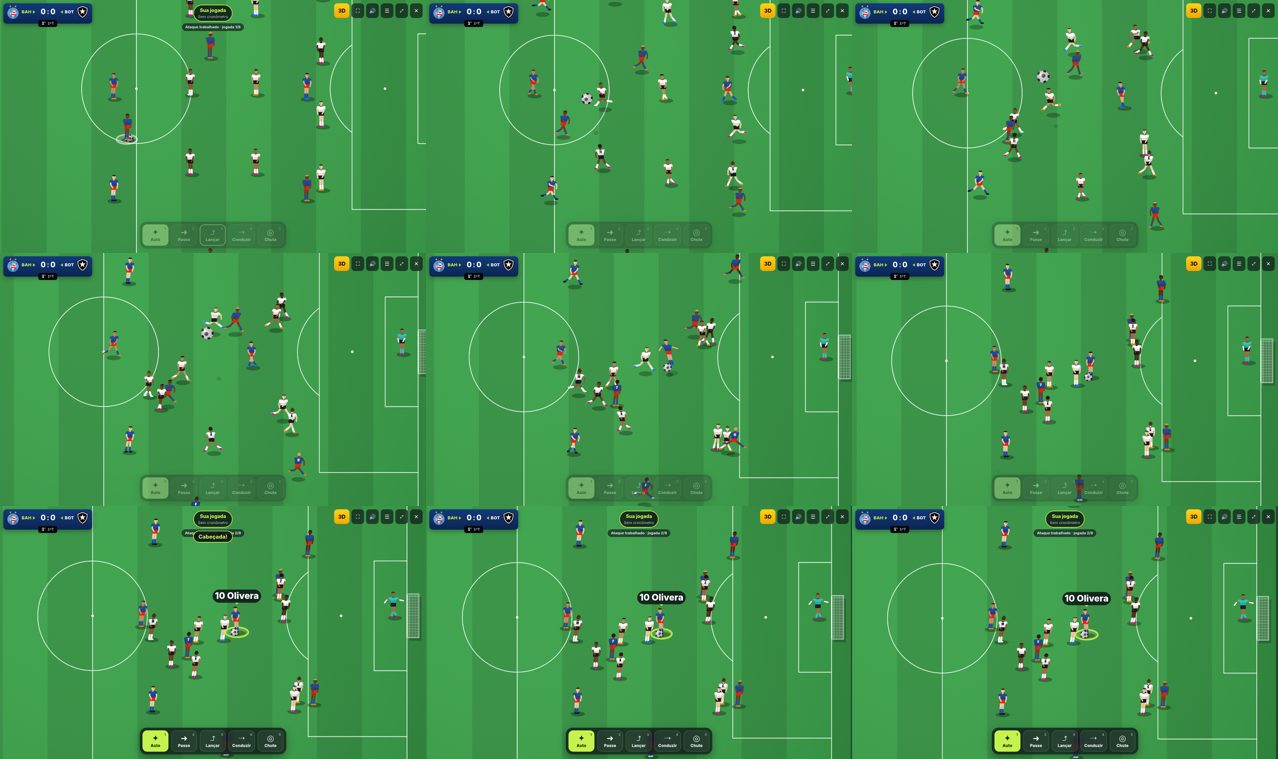 BAH 0:0 BOT
1° 1ºT
Sua jogada
Sem cronômetro
Ataque trabalhado · jogada 1/8
3D
Auto
Passe
Lançar
Conduzir
Chute
BAH 0:0 BOT
3D
Auto
Passe
Lançar
Conduzir
Chute
BAH 0:0 BOT
3D
Auto
Passe
Lançar
Conduzir
Chute
BAH 0:0 BOT
3D
Auto
Passe
Lançar
Conduzir
Chute
BAH 0:0 BOT
3D
Auto
Passe
Conduzir
Chute
BAH 0:0 BOT
3D
Auto
Passe
Lançar
Conduzir
Chute
BAH 0:0 BOT
Sua jogada
Sem cronômetro
Cabeçada!
3D
10 Olivera
Auto
Passe
Lançar
Conduzir
Chute
BAH 0:0 BOT
Sua jogada
Sem cronômetro
Ataque trabalhado · jogada 2/8
3D
10 Olivera
Auto
Passe
Lançar
Conduzir
Chute
BAH 0:0 BOT
Sua jogada
Sem cronômetro
Ataque trabalhado · jogada 2/8
3D
10 Olivera
Auto
Passe
Lançar
Conduzir
Chute